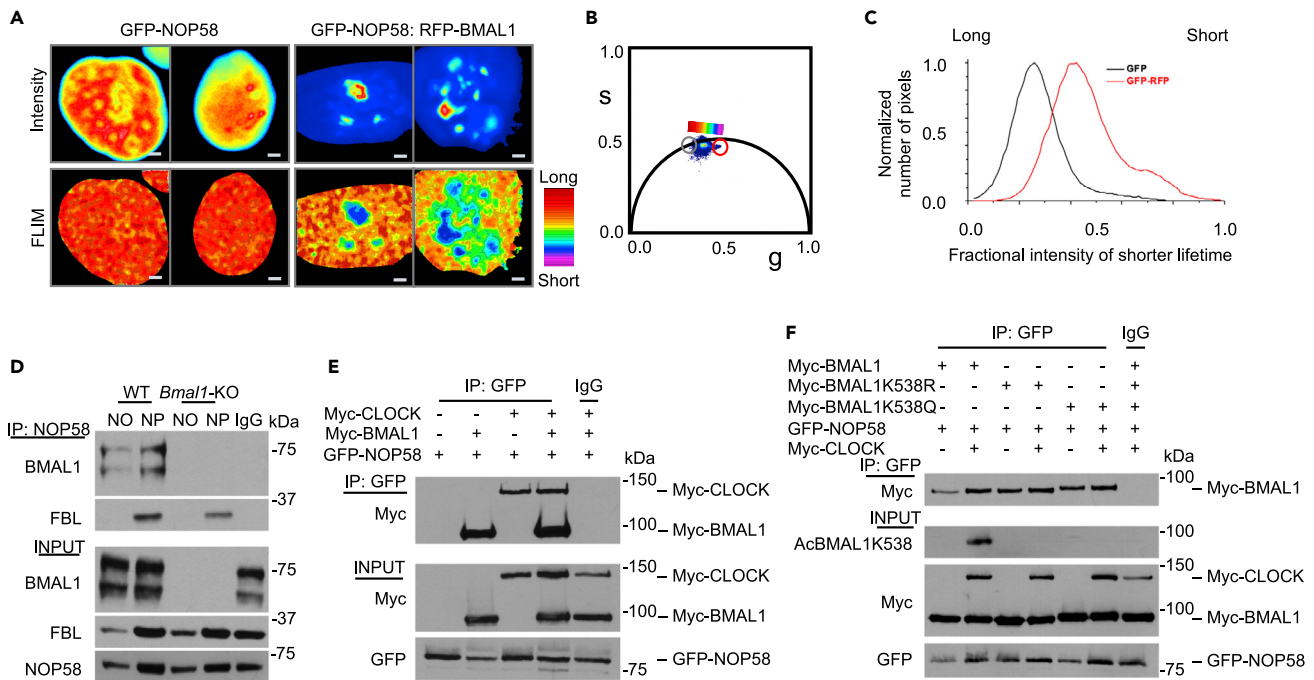 A
GFP-NOP58
GFP-NOP58: RFP-BMAL1
Intensity
FLIM
Long
Short
B
1.0
S
0.5
0.0
0.0
0.5
1.0
g
C
Long
Short
GFP
GFP-RFP
Normalized
number of pixels
1.0
0.5
0.0
0
0.5
1.0
Fractional intensity of shorter lifetime
D
WT
Bmal1-KO
NO NP NO NP IgG kDa
IP: NOP58
BMAL1
-75
-37
FBL
INPUT
BMAL1
-75
-37
FBL
-75
NOP58
E
IP: GFP
IgG
Myc-CLOCK - - + + +
Myc-BMAL1 - + - + +
GFP-NOP58 + + + + +
kDa
IP: GFP
Myc
-150
Myc-CLOCK
-100
Myc-BMAL1
INPUT
Myc
-150
Myc-CLOCK
-100
Myc-BMAL1
GFP
GFP-NOP58
75
F
IP: GFP
IgG
Myc-BMAL1 + + - - - - +
Myc-BMAL1K538R - - + + - - +
Myc-BMAL1K538Q - - - - + + +
GFP-NOP58 + + + + + + +
Myc-CLOCK - + - + - + +
kDa
IP: GFP
Myc
-100
Myc-BMAL1
INPUT
AcBMAL1K538
-100
Myc
-150
Myc-CLOCK
-100
Myc-BMAL1
GFP
GFP-NOP58
-75